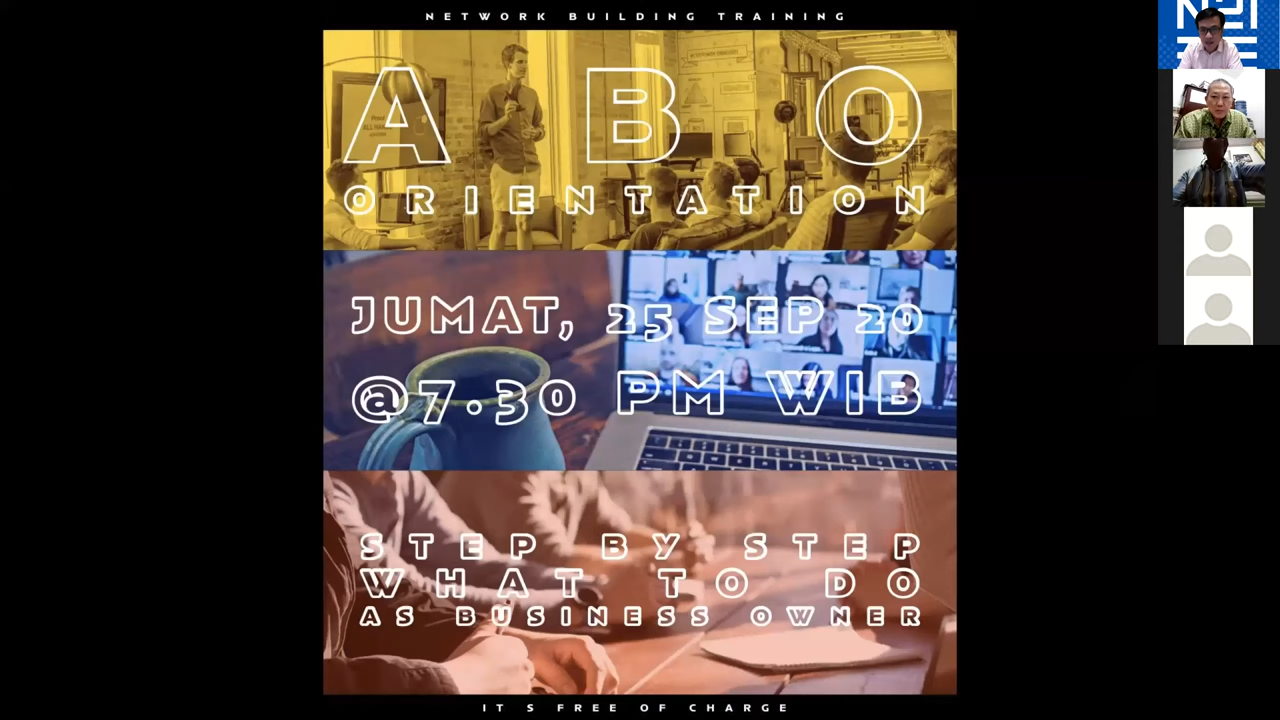 NETWORK BUILDING TRAINING
ABO
ORIENTATION
JUMAT, 25 SEP 20
@7.30 PM WIB
STEP BY STEP
WHAT TO DO
AS BUSINESS OWNER
IT S FREE OF CHARGE